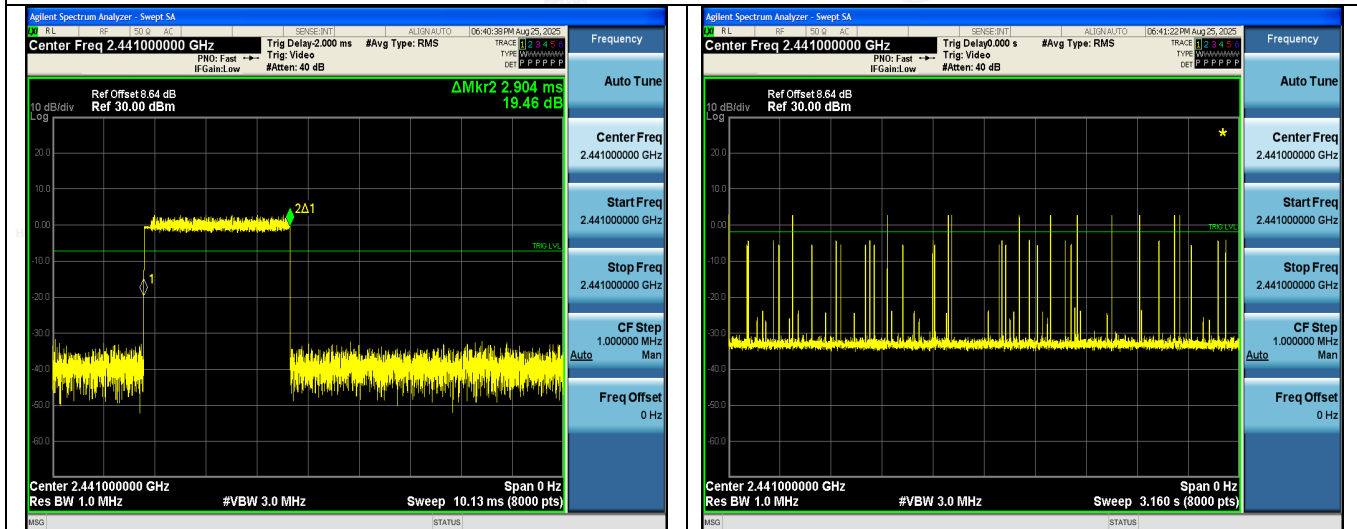 Agilent Spectrum Analyzer - Swept SA
LXI RL RF 50 Ω AC SENSE:INT ALIGN AUTO 06:40:38 PM Aug 25, 2025
Center Freq 2.441000000 GHz
Trig Delay-2.000 ms #Avg Type: RMS
TRACE 1 2 3 4 5 6
PNO: Fast Trig: Video
TYPE WWWWWW
IFGain:Low #Atten: 40 dB
DET P P P P P P
ΔMkr2 2.904 ms
19.46 dB
Ref Offset 8.64 dB
10 dB/div Ref 30.00 dBm
Log
20.0
10.0
0.00
-10.0
-20.0
-30.0
-40.0
-50.0
-60.0
2Δ1
TRIG LVL
1
Center 2.441000000 GHz Span 0 Hz
Res BW 1.0 MHz #VBW 3.0 MHz Sweep 10.13 ms (8000 pts)
MSG STATUS
Frequency
Auto Tune
Center Freq
2.441000000 GHz
Start Freq
2.441000000 GHz
Stop Freq
2.441000000 GHz
CF Step
1.000000 MHz
Auto Man
Freq Offset
0 Hz
Agilent Spectrum Analyzer - Swept SA
LXI RL RF 50 Ω AC SENSE:INT ALIGN AUTO 06:41:22 PM Aug 25, 2025
Center Freq 2.441000000 GHz
Trig Delay0.000 s #Avg Type: RMS
TRACE 1 2 3 4 5 6
PNO: Fast Trig: Video
TYPE WWWWWW
IFGain:Low #Atten: 40 dB
DET P P P P P P
Ref Offset 8.64 dB
10 dB/div Ref 30.00 dBm
Log
*
20.0
10.0
0.00
-10.0
-20.0
-30.0
-40.0
-50.0
-60.0
TRIG LVL
Center 2.441000000 GHz Span 0 Hz
Res BW 1.0 MHz #VBW 3.0 MHz Sweep 3.160 s (8000 pts)
MSG STATUS
Frequency
Auto Tune
Center Freq
2.441000000 GHz
Start Freq
2.441000000 GHz
Stop Freq
2.441000000 GHz
CF Step
1.000000 MHz
Auto Man
Freq Offset
0 Hz